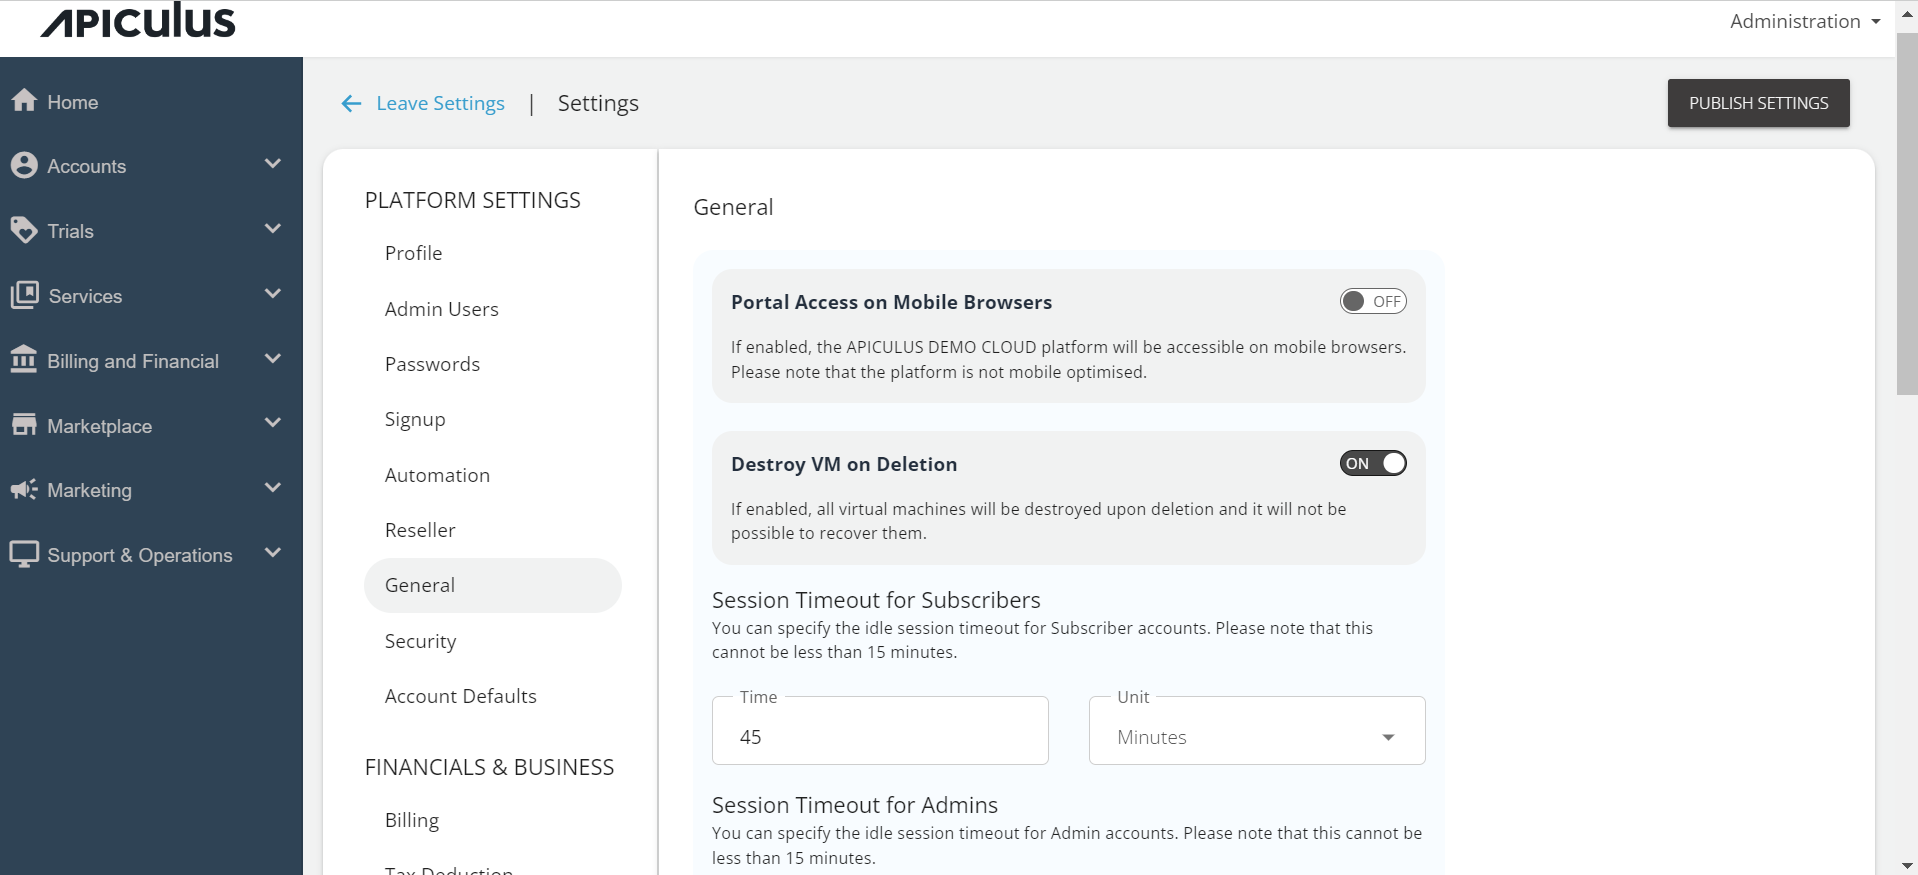 APICULUS
Administration
Home
Accounts
Trials
Services
Billing and Financial
Marketplace
Marketing
Support & Operations
Leave Settings | Settings
PUBLISH SETTINGS
PLATFORM SETTINGS
Profile
Admin Users
Passwords
Signup
Automation
Reseller
General
Security
Account Defaults
FINANCIALS & BUSINESS
Billing
Tax Deduction
General
Portal Access on Mobile Browsers
OFF
If enabled, the APICULUS DEMO CLOUD platform will be accessible on mobile browsers.
Please note that the platform is not mobile optimised.
Destroy VM on Deletion
ON
If enabled, all virtual machines will be destroyed upon deletion and it will not be
possible to recover them.
Session Timeout for Subscribers
You can specify the idle session timeout for Subscriber accounts. Please note that this
cannot be less than 15 minutes.
Time
45
Unit
Minutes
Session Timeout for Admins
You can specify the idle session timeout for Admin accounts. Please note that this cannot be
less than 15 minutes.